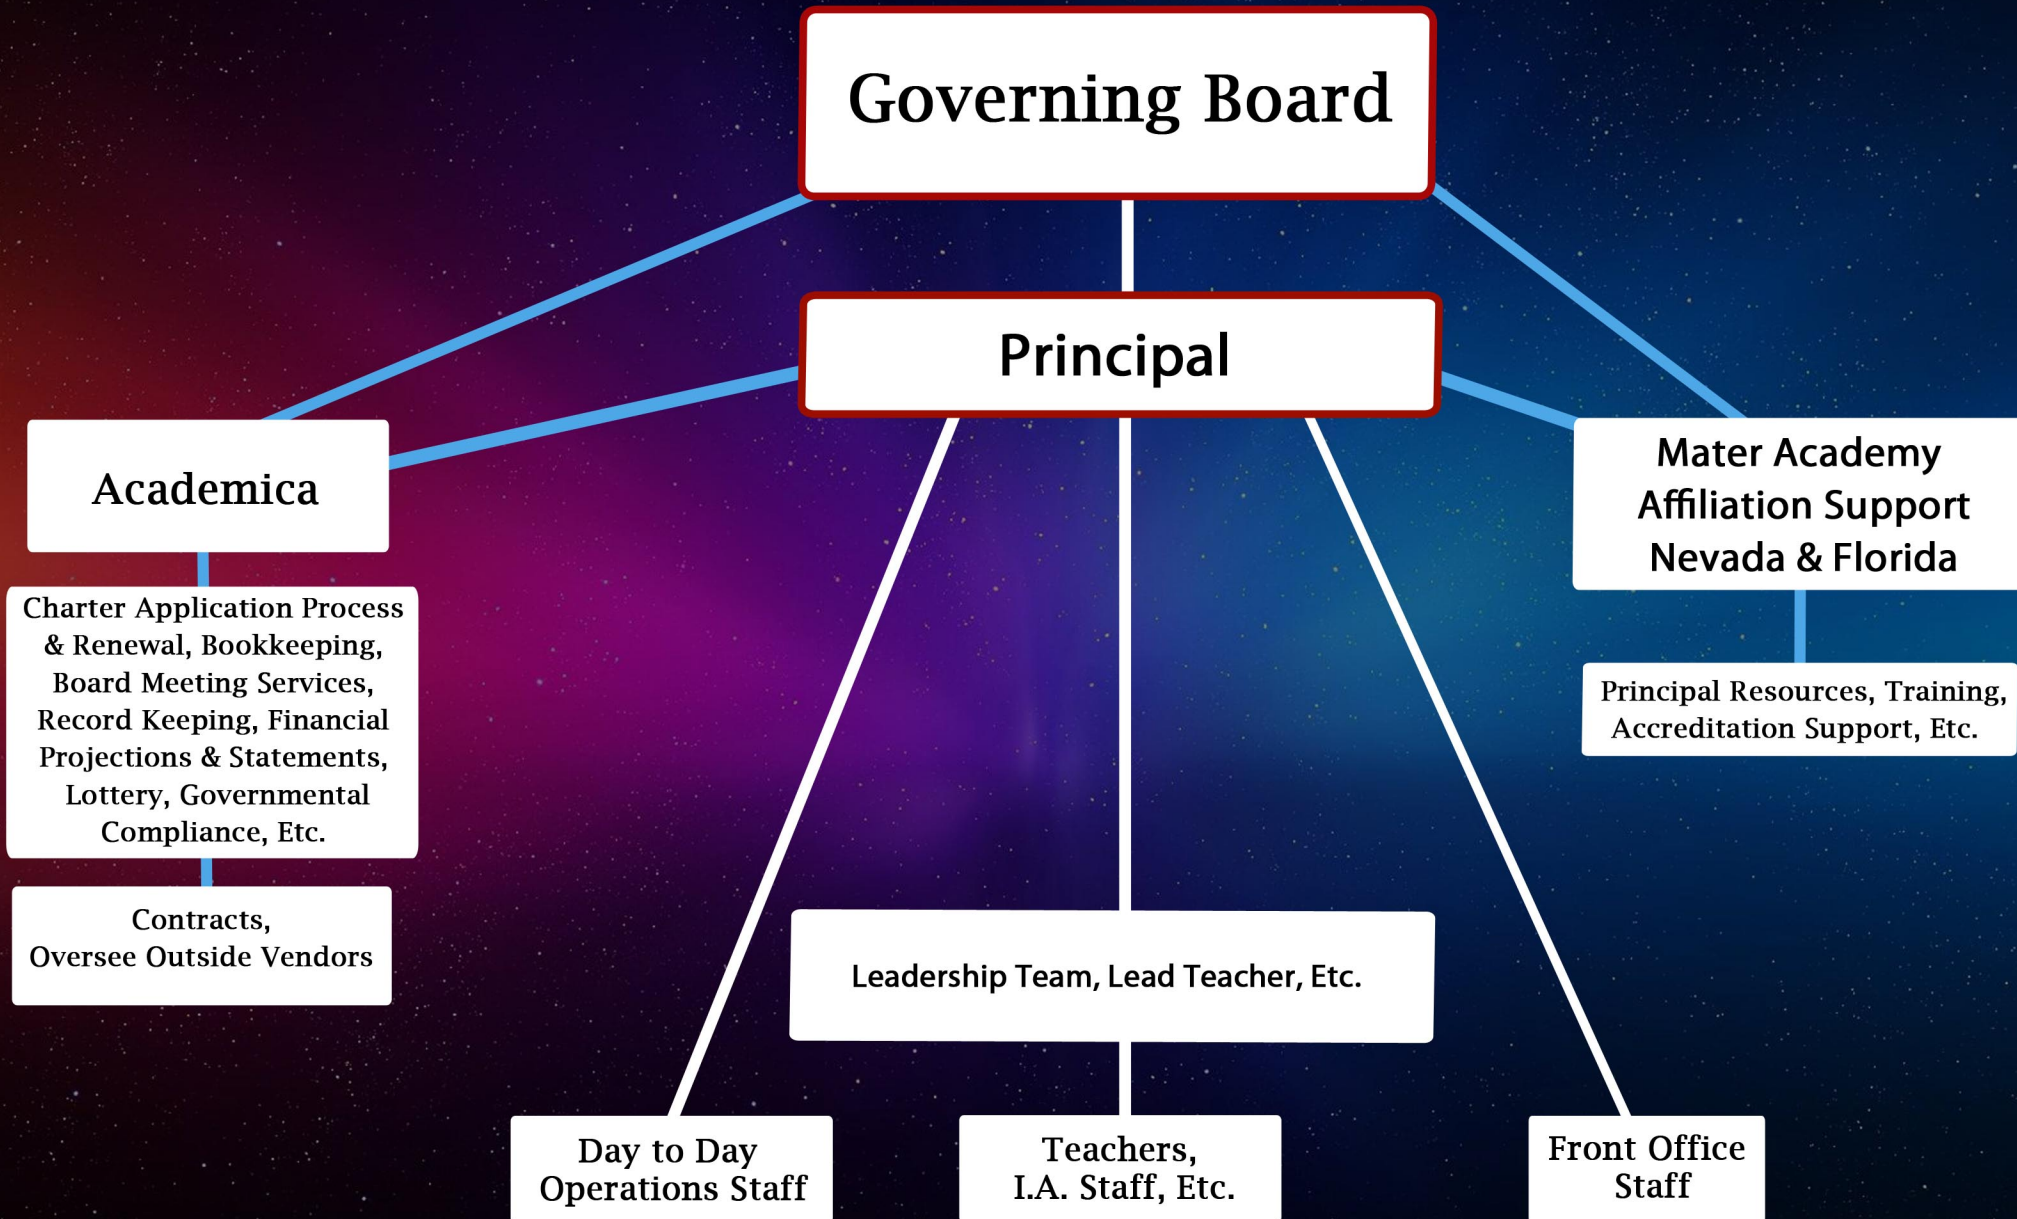 Governing Board
Principal
Academica
Mater Academy
Affiliation Support
Nevada & Florida
Charter Application Process
& Renewal, Bookkeeping,
Board Meeting Services,
Record Keeping, Financial
Projections & Statements,
Lottery, Governmental
Compliance, Etc.
Principal Resources, Training,
Accreditation Support, Etc.
Contracts,
Oversee Outside Vendors
Leadership Team, Lead Teacher, Etc.
Day to Day
Operations Staff
Teachers,
I.A. Staff, Etc.
Front Office
Staff